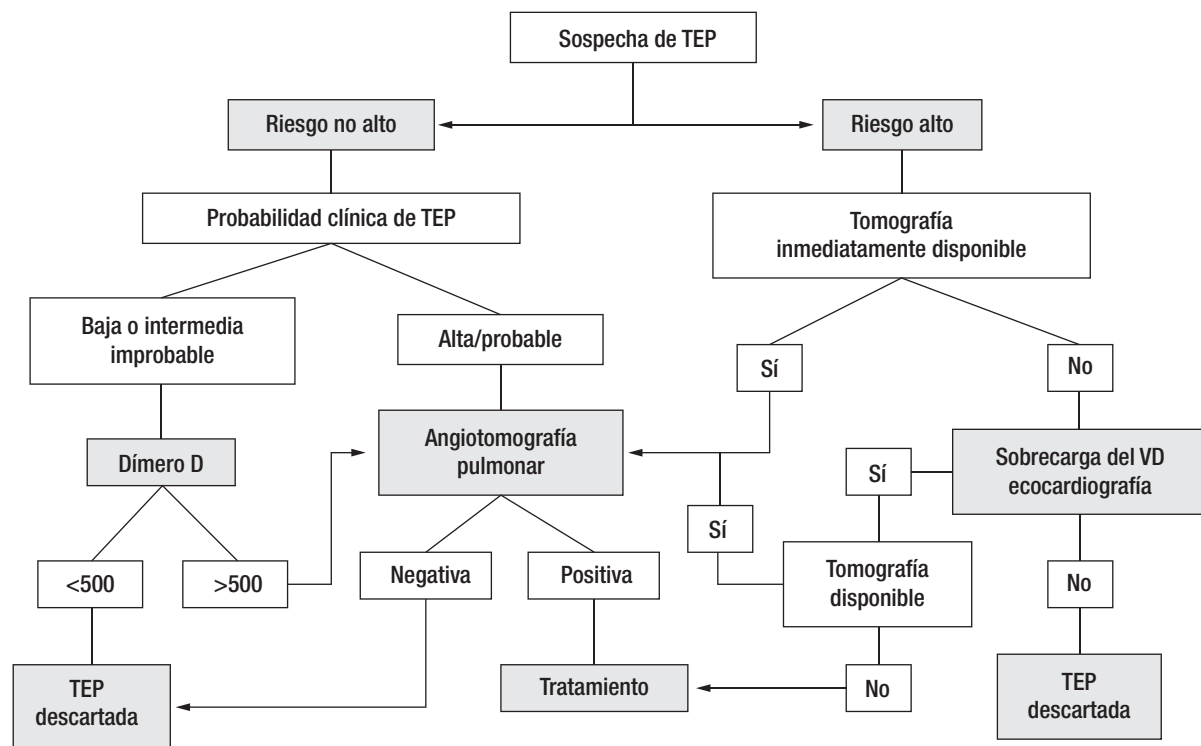 Sospecha de TEP
Riesgo no alto
Riesgo alto
Probabilidad clínica de TEP
Tomografía
inmediatamente disponible
Baja o intermedia
improbable
Alta/probable
Sí
No
Dímero D
Angiotomografía
pulmonar
Sobrecarga del VD
ecocardiografía
Sí
Sí
<500
>500
Negativa
Positiva
Tomografía
disponible
No
TEP
descartada
Tratamiento
No
TEP
descartada